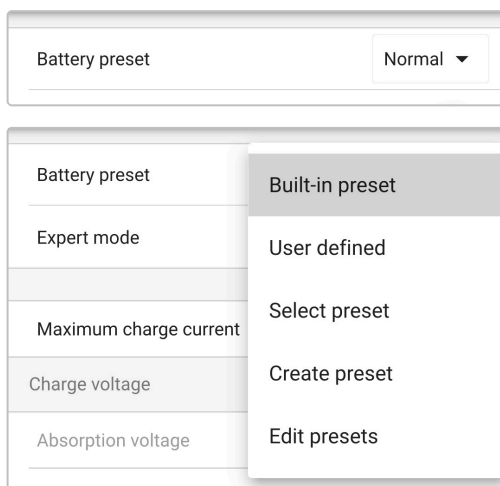 Battery preset Normal
Battery preset
Built-in preset
Expert mode
User defined
Select preset
Maximum charge current
Charge voltage
Create preset
Absorption voltage
Edit presets